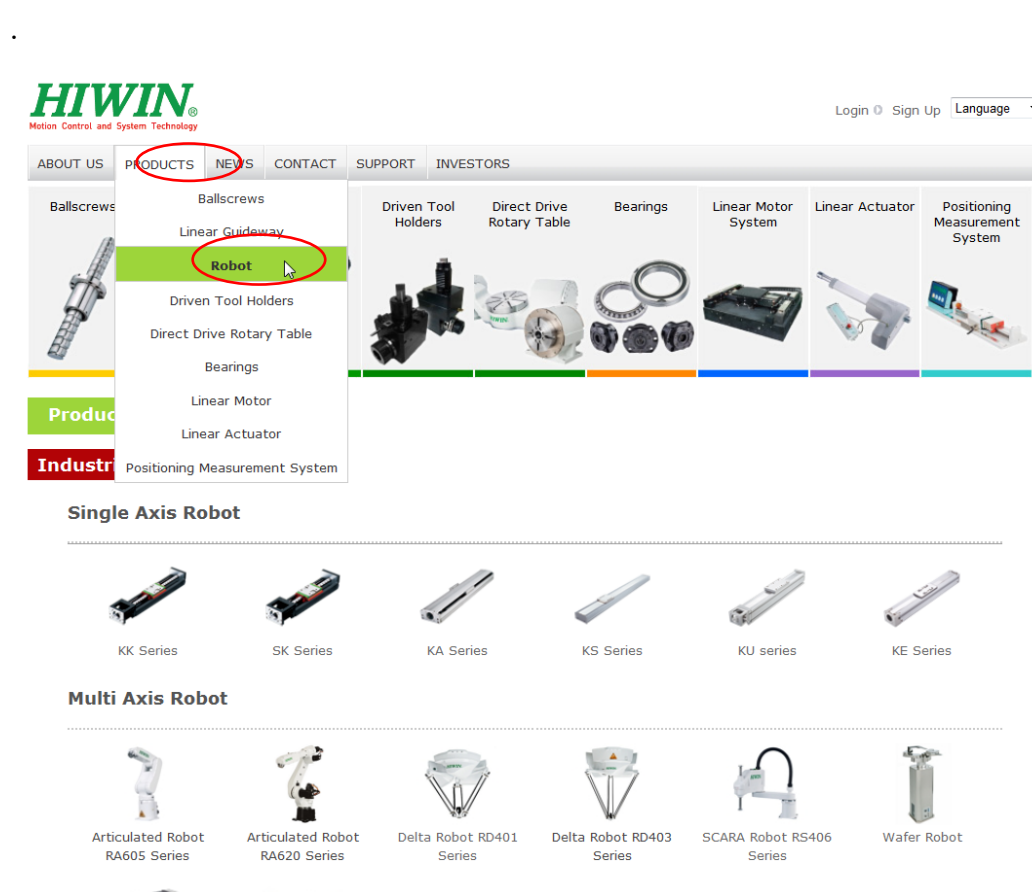 .
HIWIN®
Motion Control and System Technology
Login Sign Up Language
ABOUT US PRODUCTS NEWS CONTACT SUPPORT INVESTORS
Ballscrews
Driven Tool
Holders
Direct Drive
Rotary Table
Bearings
Linear Motor
System
Linear Actuator
Positioning
Measurement
System
Ballscrews
Linear Guideway
Robot
Driven Tool Holders
Direct Drive Rotary Table
Bearings
Linear Motor
Linear Actuator
Positioning Measurement System
Produc
Industri
Single Axis Robot
KK Series
SK Series
KA Series
KS Series
KU series
KE Series
Multi Axis Robot
Articulated Robot
RA605 Series
Articulated Robot
RA620 Series
Delta Robot RD401
Series
Delta Robot RD403
Series
SCARA Robot RS406
Series
Wafer Robot